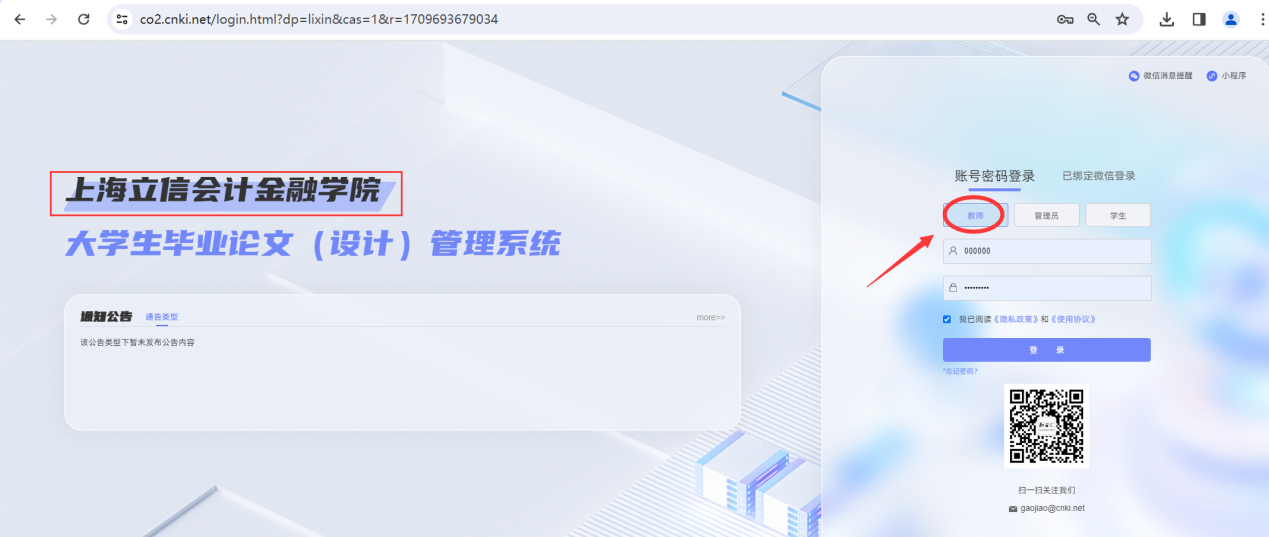 co2.cnki.net/login.html?dp=lixin&cas=1&r=1709693679034
微信消息提醒 小程序
上海立信会计金融学院
大学生毕业论文（设计）管理系统
通知公告 通告类型 more>>
该公告类型下暂未发布公告内容
账号密码登录 已绑定微信登录
教师 管理员 学生
000000
•••••••••
我已阅读《隐私政策》和《使用协议》
登 录
*忘记密码？
扫一扫关注我们
gaojiao@cnki.net